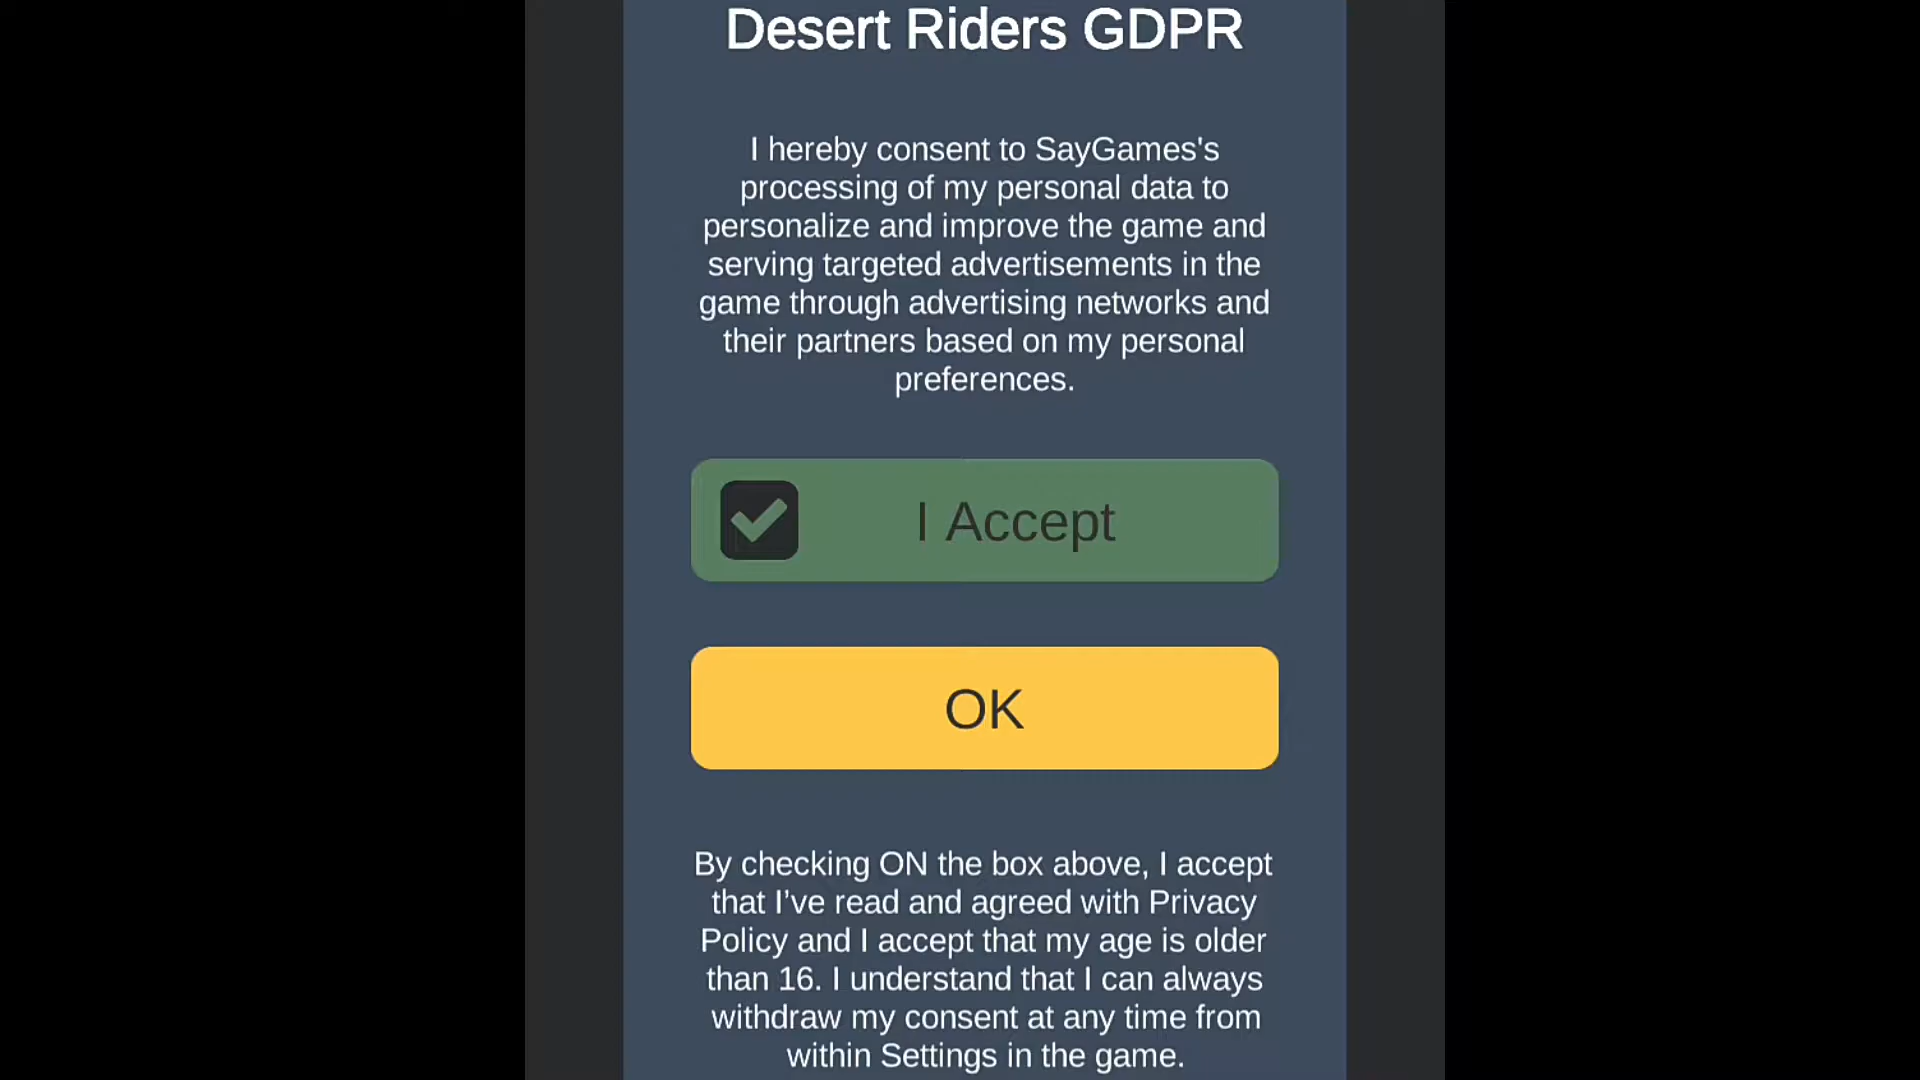 Desert Riders GDPR
I hereby consent to SayGames's
processing of my personal data to
personalize and improve the game and
serving targeted advertisements in the
game through advertising networks and
their partners based on my personal
preferences.
I Accept
OK
By checking ON the box above, I accept
that I’ve read and agreed with Privacy
Policy and I accept that my age is older
than 16. I understand that I can always
withdraw my consent at any time from
within Settings in the game.